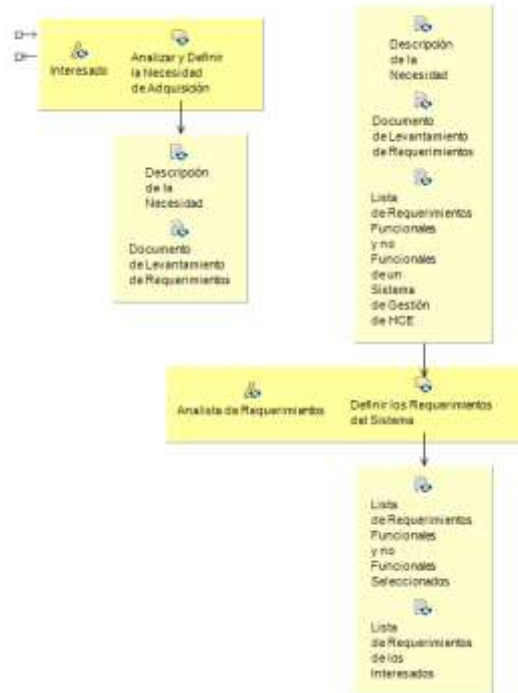 Interesado
Analizar y Definir
la Necesidad
de Adquisición
Descripción
de la
Necesidad
Documento
de Levantamiento
de Requerimientos
Descripción
de la
Necesidad
Documento
de Levantamiento
de Requerimientos
Lista
de Requerimientos
Funcionales
y no
Funcionales
de un
Sistema
de Gestión
de HCE
Analista de Requerimientos
Definir los Requerimientos
del Sistema
Lista
de Requerimientos
Funcionales
y no
Funcionales
Seleccionados
Lista
de Requerimientos
de los
Interesados